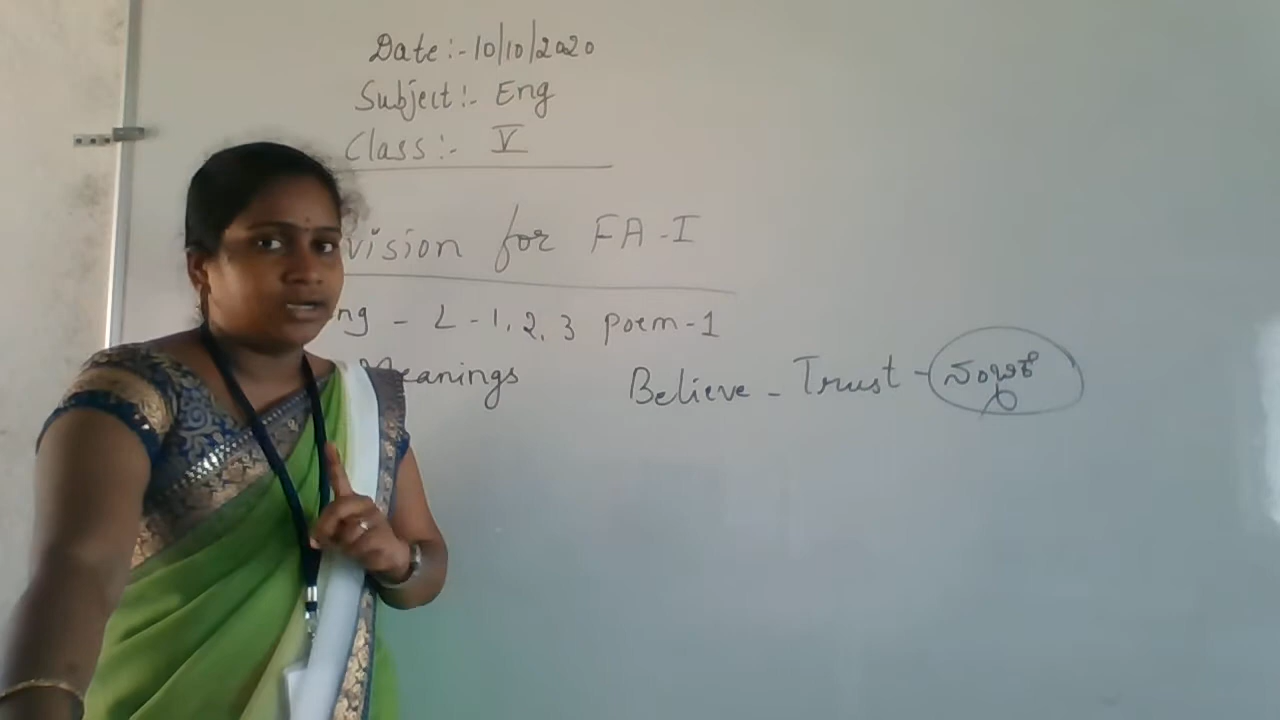 Date :- 10/10/2020
Subject :- Eng
Class :- V
vision for FA-I
ng - L-1, 2, 3 Poem-1
Meanings Believe - Trust - ನಂಬಿಕೆ